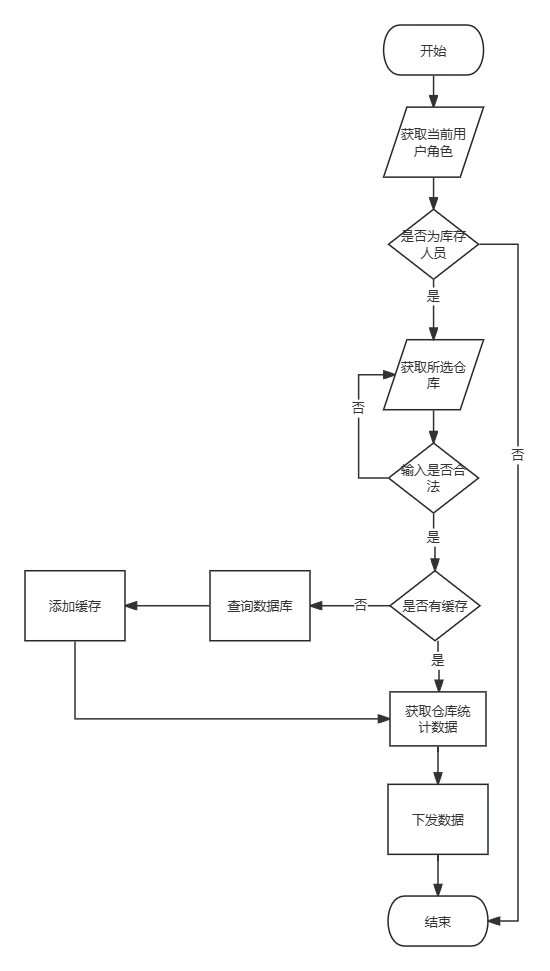 开始
获取当前用
户角色
是否为库存
人员
是
获取所选仓
库
否
否
输入是否合
法
是
添加缓存
查询数据库
否
是否有缓存
是
获取仓库统
计数据
下发数据
结束